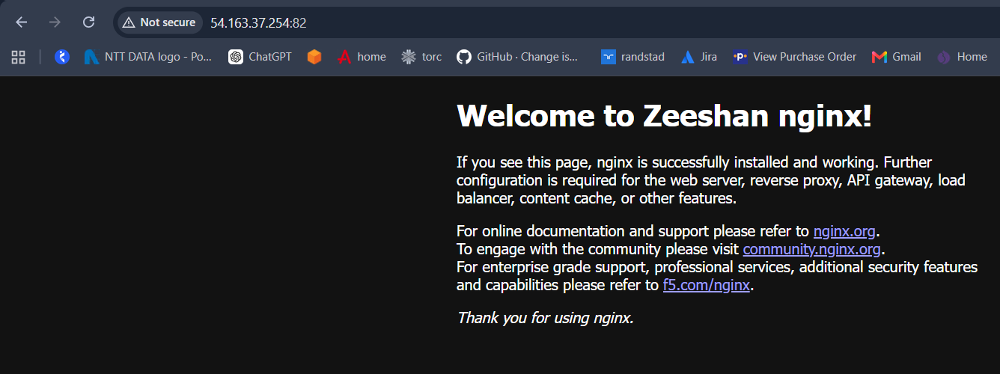 Not secure 54.163.37.254:82
NTT DATA logo - Po... ChatGPT home torc GitHub · Change is... randstad Jira View Purchase Order Gmail Home
Welcome to Zeeshan nginx!
If you see this page, nginx is successfully installed and working. Further
configuration is required for the web server, reverse proxy, API gateway, load
balancer, content cache, or other features.
For online documentation and support please refer to nginx.org.
To engage with the community please visit community.nginx.org.
For enterprise grade support, professional services, additional security features
and capabilities please refer to f5.com/nginx.
Thank you for using nginx.